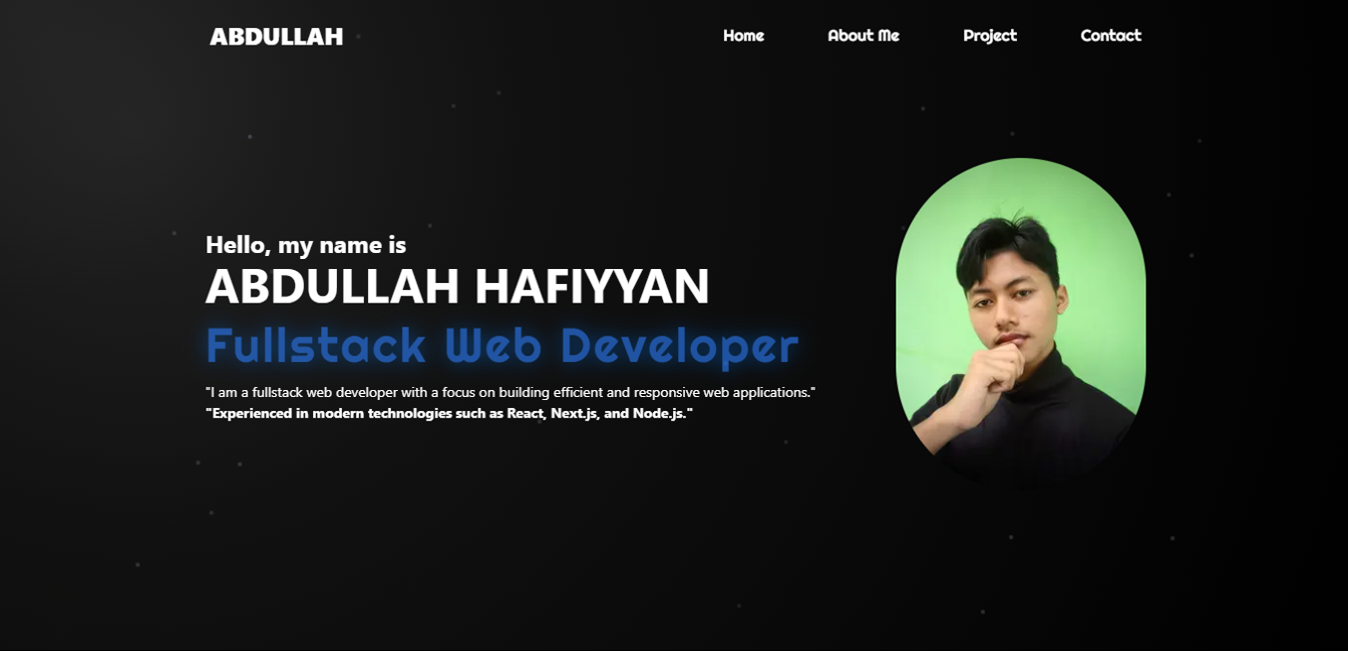 ABDULLAH
Home About Me Project Contact
Hello, my name is
ABDULLAH HAFIYYAN
Fullstack Web Developer
"I am a fullstack web developer with a focus on building efficient and responsive web applications."
"Experienced in modern technologies such as React, Next.js, and Node.js."